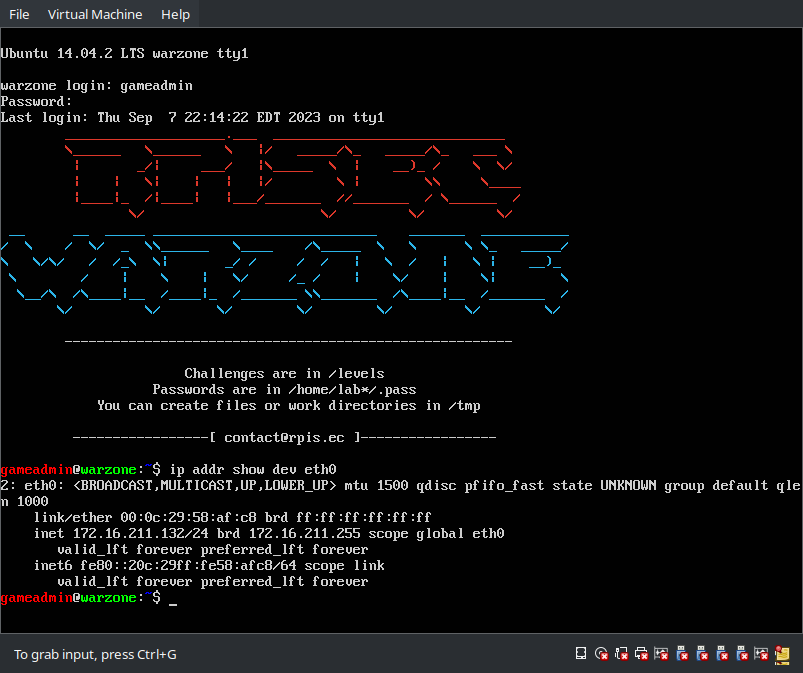 File Virtual Machine Help
Ubuntu 14.04.2 LTS warzone tty1
warzone login: gameadmin
Password:
Last login: Thu Sep  7 22:14:22 EDT 2023 on tty1
Challenges are in /levels
Passwords are in /home/lab*/.pass
You can create files or work directories in /tmp
-----------------[ contact@rpis.ec ]-----------------
gameadmin@warzone:~$ ip addr show dev eth0
2: eth0: <BROADCAST,MULTICAST,UP,LOWER_UP> mtu 1500 qdisc pfifo_fast state UNKNOWN group default qle
n 1000
link/ether 00:0c:29:58:af:c8 brd ff:ff:ff:ff:ff:ff
inet 172.16.211.132/24 brd 172.16.211.255 scope global eth0
valid_lft forever preferred_lft forever
inet6 fe80::20c:29ff:fe58:afc8/64 scope link
valid_lft forever preferred_lft forever
gameadmin@warzone:~$ _
To grab input, press Ctrl+G